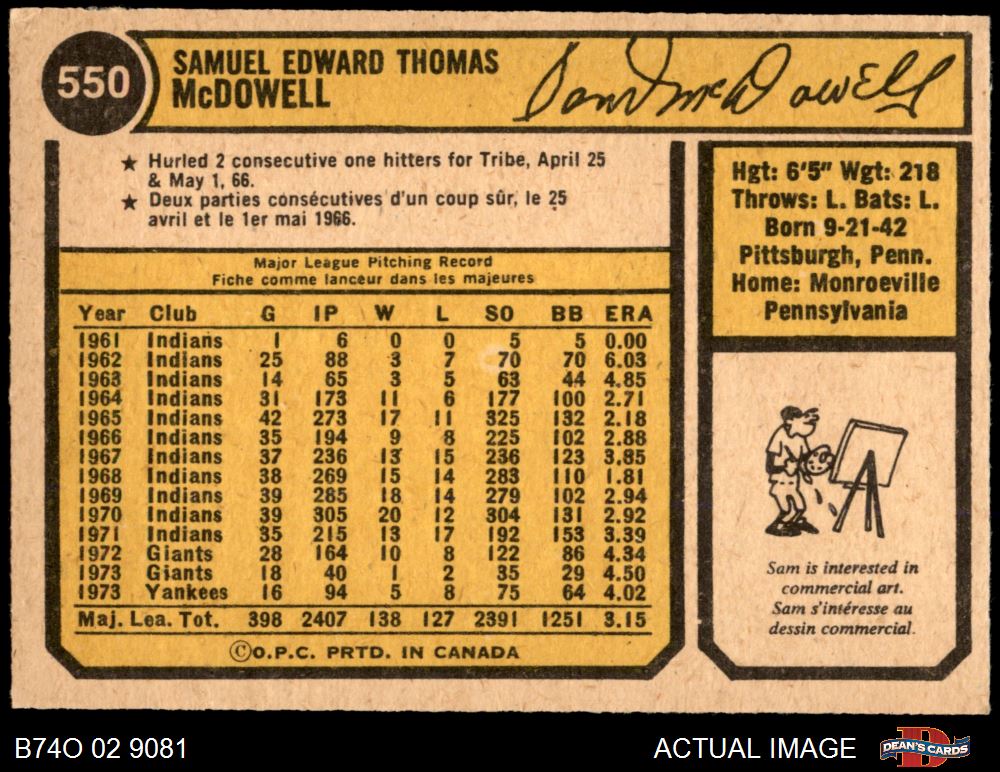 550
SAMUEL EDWARD THOMAS
McDOWELL
Sam McDowell
★ Hurled 2 consecutive one hitters for Tribe, April 25
& May 1, 66.
★ Deux parties consécutives d'un coup sûr, le 25
avril et le 1er mai 1966.
Major League Pitching Record
Fiche comme lanceur dans les majeures
Year Club G IP W L SO BB ERA
1961 Indians 1 6 0 0 5 5 0.00
1962 Indians 25 88 3 7 70 70 6.03
1963 Indians 14 65 3 5 63 44 4.85
1964 Indians 31 173 11 6 177 100 2.71
1965 Indians 42 273 17 11 325 132 2.18
1966 Indians 35 194 9 8 225 102 2.88
1967 Indians 37 236 13 15 236 123 3.85
1968 Indians 38 269 15 14 283 110 1.81
1969 Indians 39 285 18 14 279 102 2.94
1970 Indians 39 305 20 12 304 131 2.92
1971 Indians 35 215 13 17 192 153 3.39
1972 Giants 28 164 10 8 122 86 4.34
1973 Giants 18 40 1 2 35 29 4.50
1973 Yankees 16 94 5 8 75 64 4.02
Maj. Lea. Tot. 398 2407 138 127 2391 1251 3.15
©O.P.C. PRTD. IN CANADA
Hgt: 6'5" Wgt: 218
Throws: L. Bats: L.
Born 9-21-42
Pittsburgh, Penn.
Home: Monroeville
Pennsylvania
Sam is interested in
commercial art.
Sam s'intéresse au
dessin commercial.
B74O 02 9081
ACTUAL IMAGE
D
DEAN'S CARDS